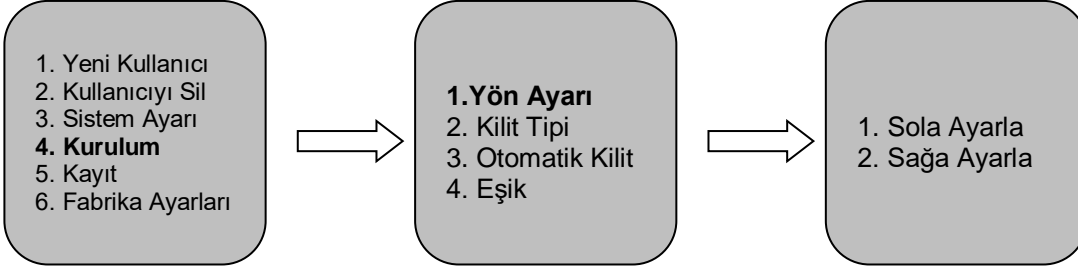 1. Yeni Kullanıcı
2. Kullanıcıyı Sil
3. Sistem Ayarı
4. Kurulum
5. Kayıt
6. Fabrika Ayarları
1.Yön Ayarı
2. Kilit Tipi
3. Otomatik Kilit
4. Eşik
1. Sola Ayarla
2. Sağa Ayarla